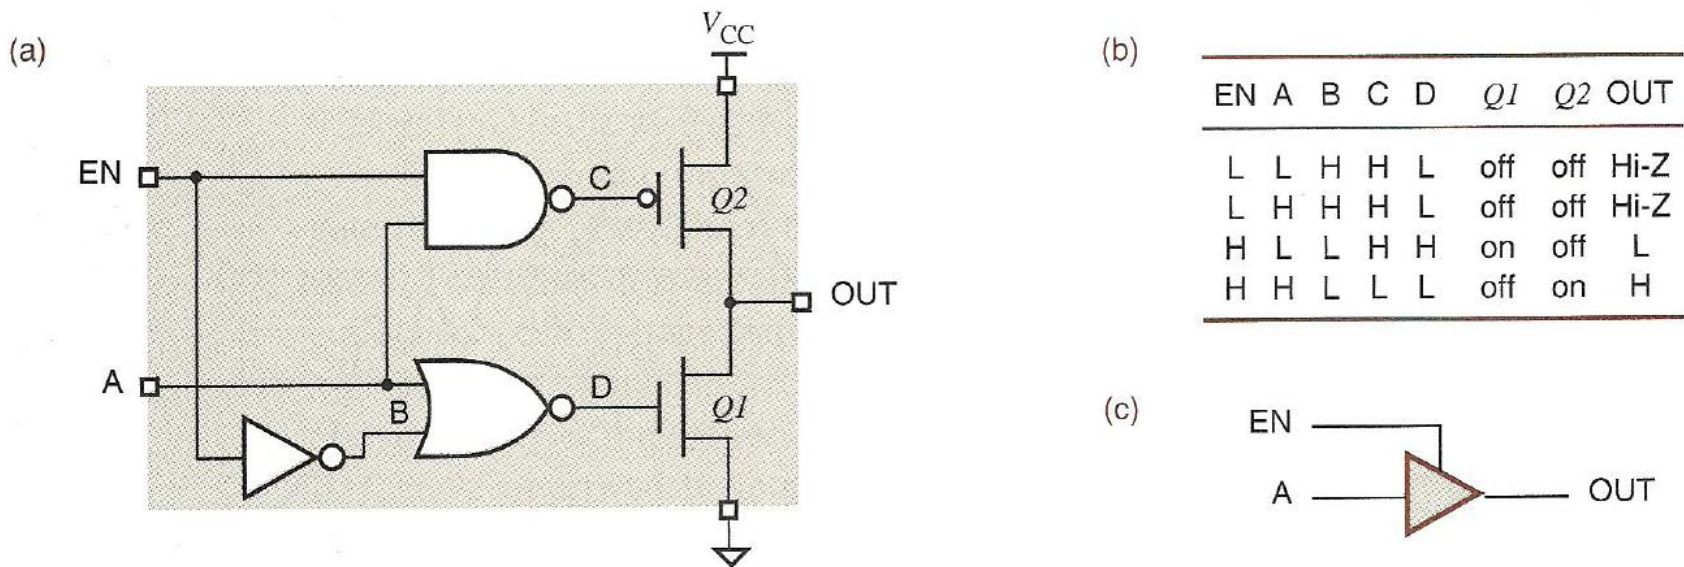 (a)
V_CC
EN
C
Q2
OUT
A
B
D
Q1
(b)
EN A B C D Q1 Q2 OUT
L L H H L off off Hi-Z
L H H H L off off Hi-Z
H L L H H on off L
H H L L L off on H
(c)
EN
A
OUT